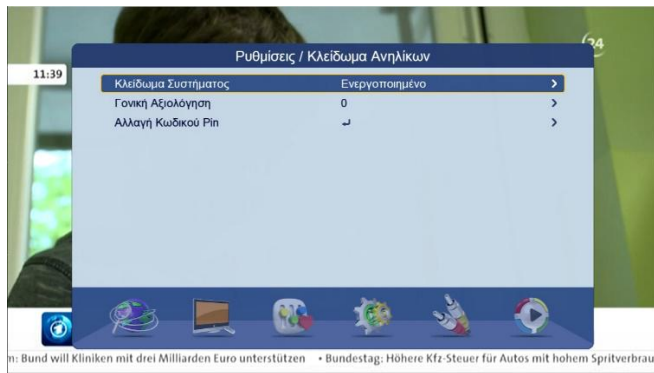 24
Ρυθμίσεις / Κλείδωμα Ανηλίκων
11:39
Κλείδωμα Συστήματος Ενεργοποιημένο >
Γονική Αξιολόγηση 0 >
Αλλαγή Κωδικού Pin >
m: Bund will Kliniken mit drei Milliarden Euro unterstützen • Bundestag: Höhere Kfz-Steuer für Autos mit hohem Spritverbrau